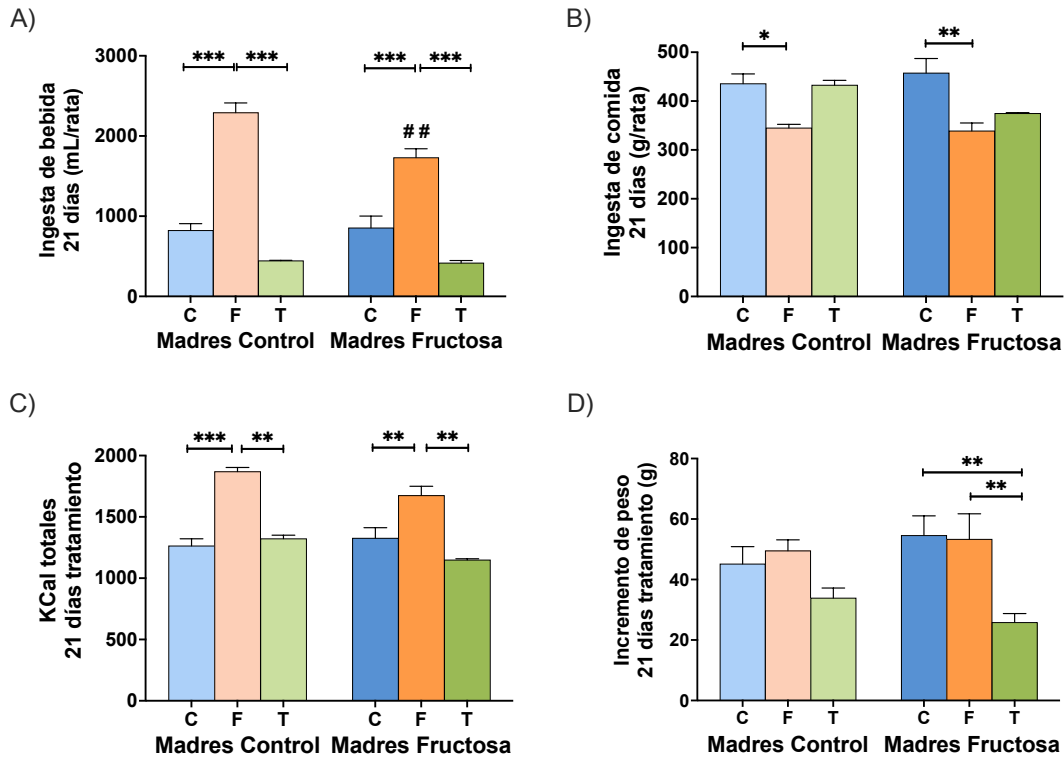 A)
Ingesta de bebida
21 días (mL/rata)
3000
2000
1000
0
*** *** *** ***
##
C F T C F T
Madres Control Madres Fructosa
B)
Ingesta de comida
21 días (g/rata)
500
400
300
200
100
0
* **
C F T C F T
Madres Control Madres Fructosa
C)
KCal totales
21 días tratamiento
2000
1500
1000
500
0
*** ** ** **
C F T C F T
Madres Control Madres Fructosa
D)
Incremento de peso
21 días tratamiento (g)
80
60
40
20
0
**
**
C F T C F T
Madres Control Madres Fructosa